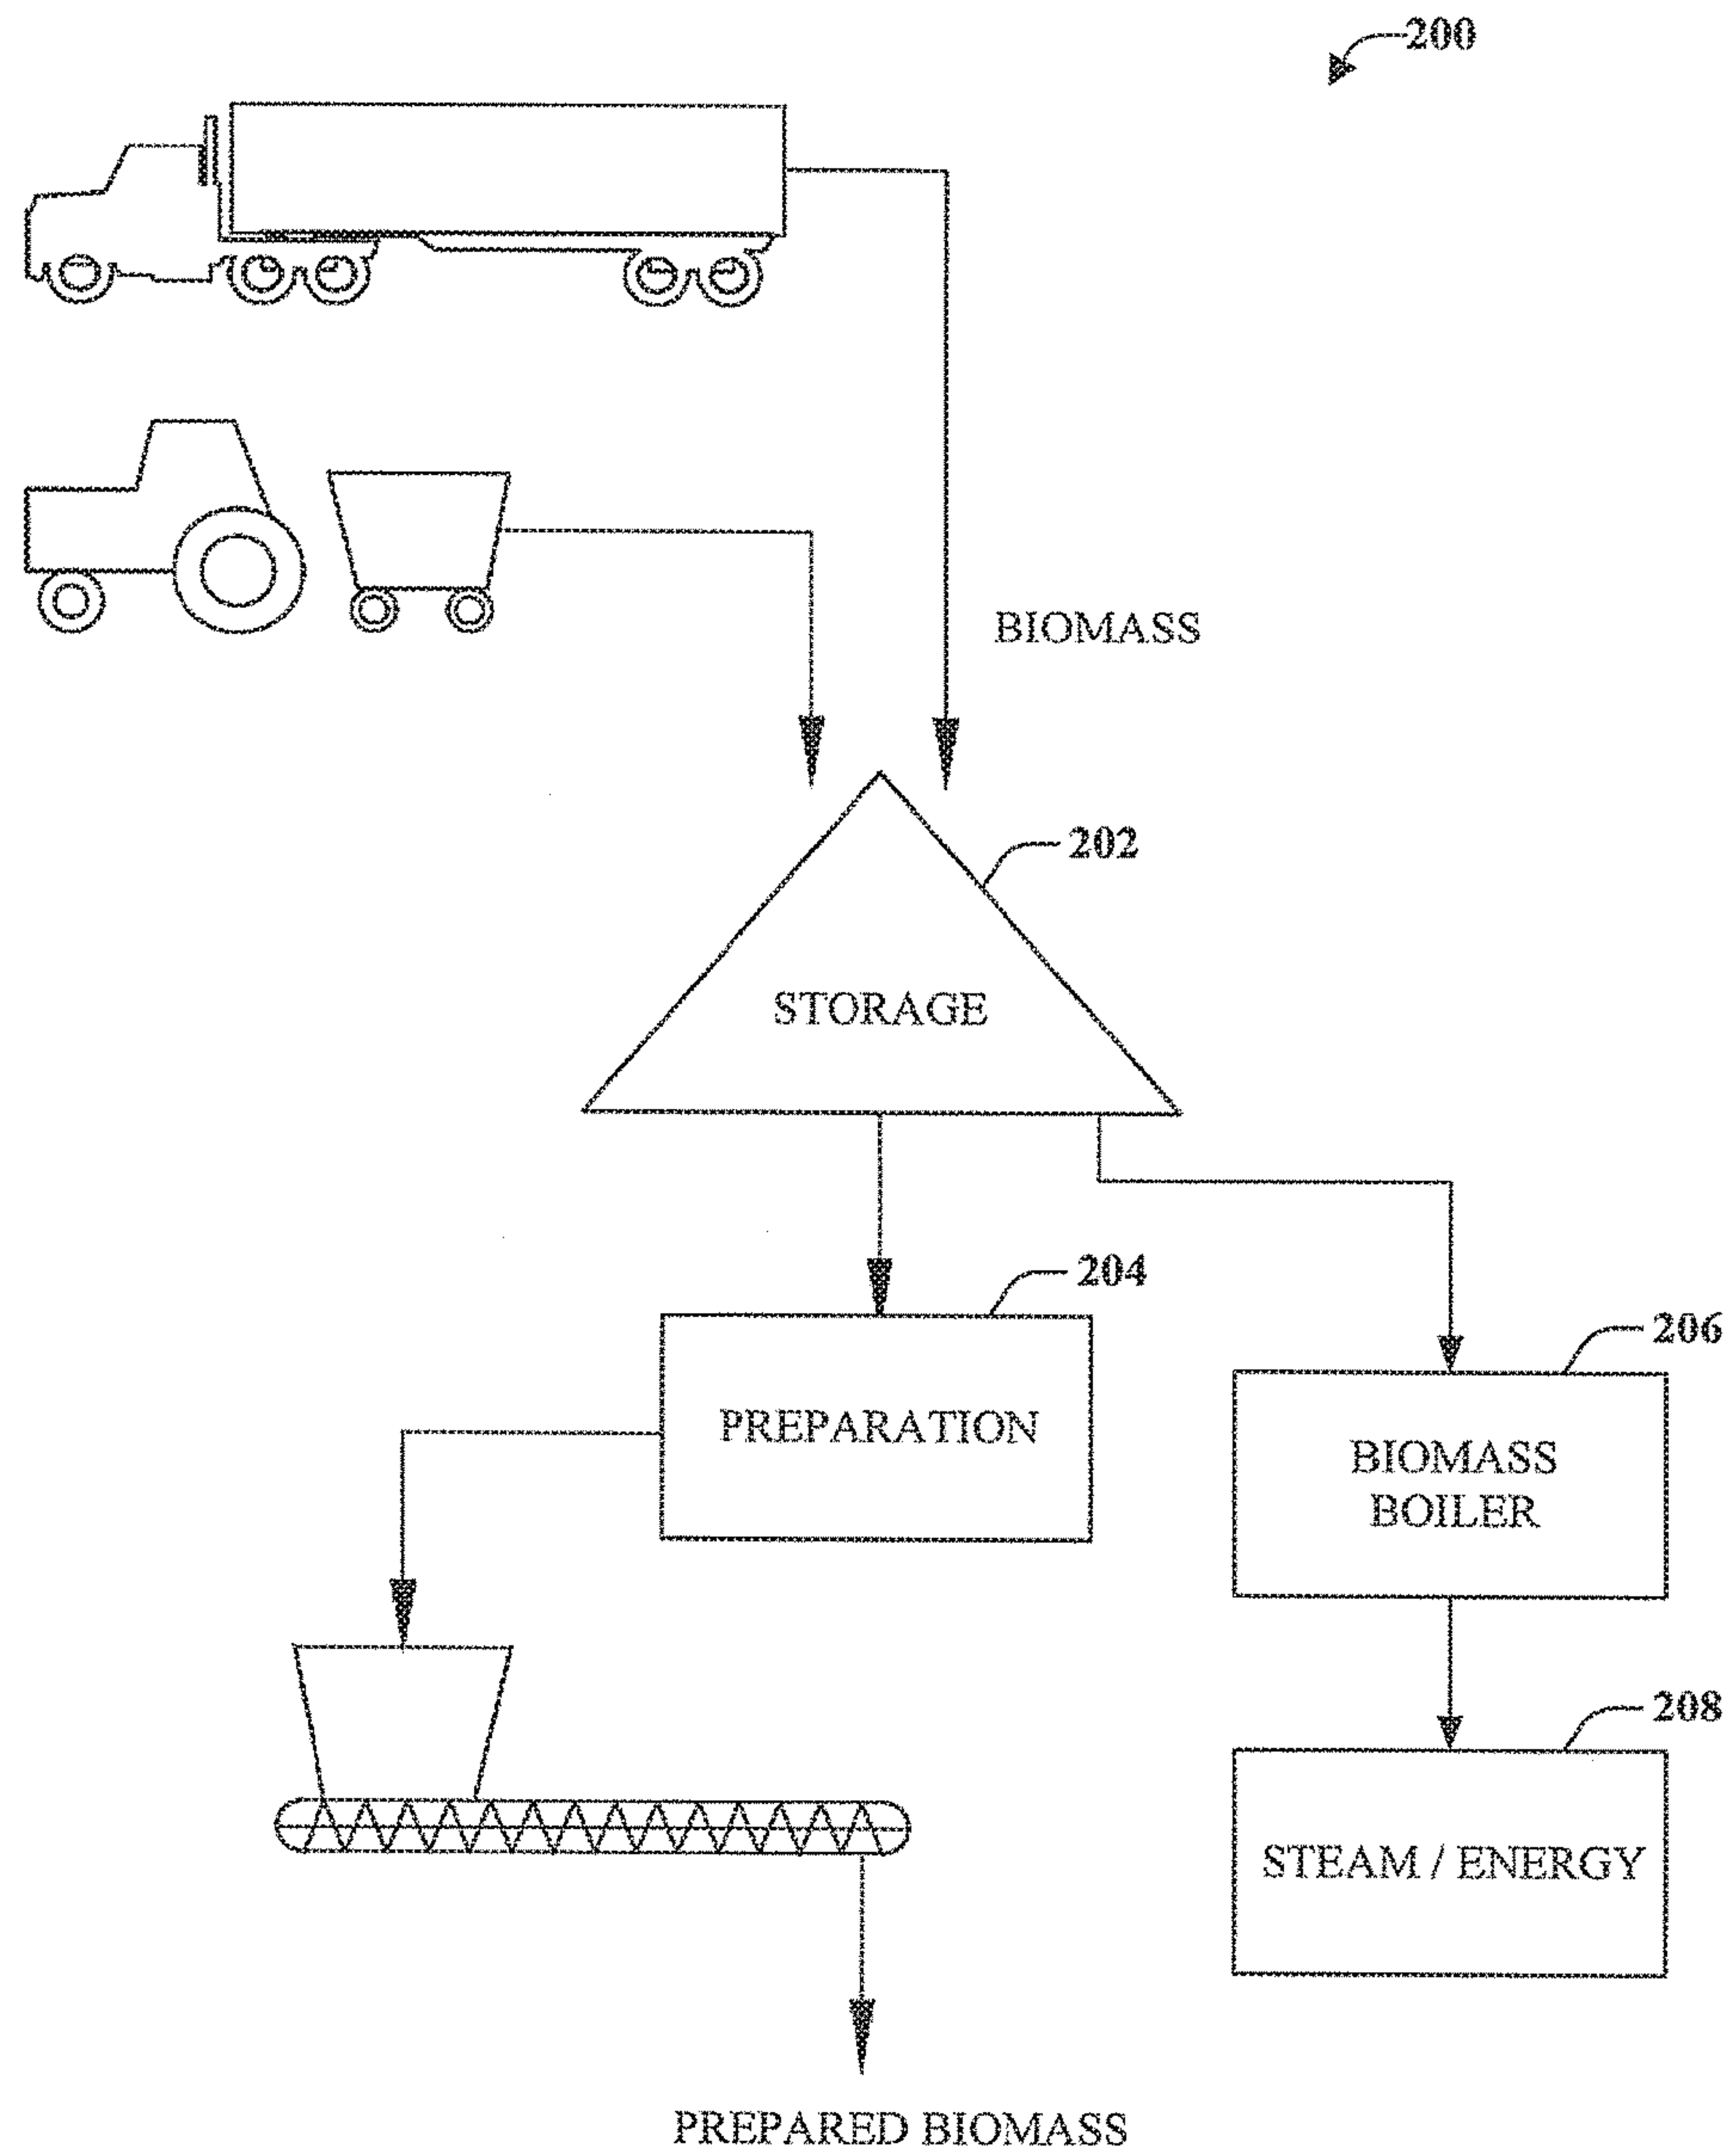 200
BIOMASS
202
STORAGE
204
206
PREPARATION
BIOMASS
BOILER
208
STEAM / ENERGY
PREPARED BIOMASS